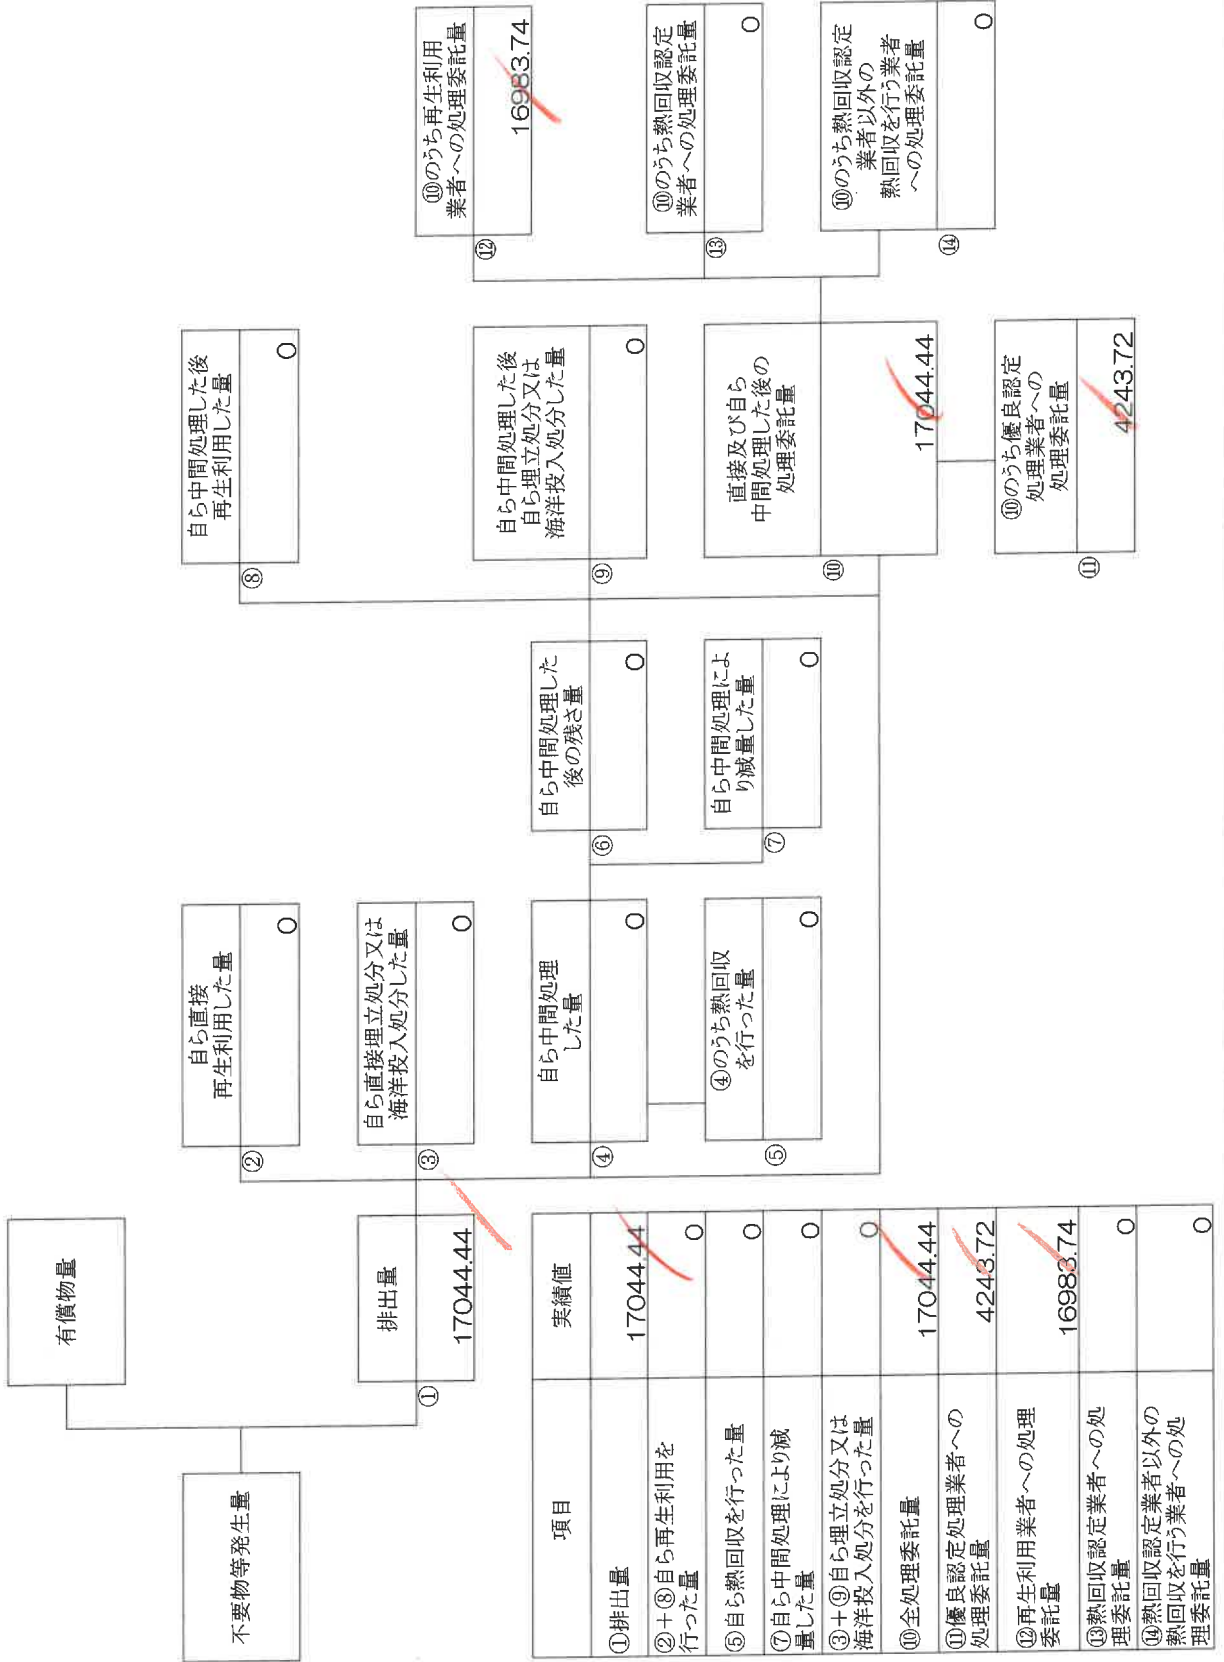 有償物量
不要物等発生量
①
排出量
17044.44
②
自ら直接
再生利用した量
0
③
自ら直接埋立処分又は
海洋投入処分した量
0
④
自ら中間処理
した量
0
⑤
④のうち熱回収
を行った量
0
⑥
自ら中間処理した
後の残さ量
0
⑦
自ら中間処理によ
り減量した量
0
⑧
自ら中間処理した後
再生利用した量
0
⑨
自ら中間処理した後
自ら埋立処分又は
海洋投入処分した量
0
⑩
直接及び自ら
中間処理した後の
処理委託量
17044.44
⑪
⑩のうち優良認定
処理業者への
処理委託量
4243.72
⑫
⑩のうち再生利用
業者への処理委託量
16983.74
⑬
⑩のうち熱回収認定
業者への処理委託量
0
⑭
⑩のうち熱回収認定
業者以外の
熱回収を行う業者
への処理委託量
0
項目 実績値
①排出量 17044.44
②+⑧自ら再生利用を
行った量 0
⑤自ら熱回収を行った量 0
⑦自ら中間処理により減
量した量 0
③+⑨自ら埋立処分又は
海洋投入処分を行った量 0
⑩全処理委託量 17044.44
⑪優良認定処理業者への
処理委託量 4243.72
⑫再生利用業者への処理
委託量 16983.74
⑬熱回収認定業者への処
理委託量 0
⑭熱回収認定業者以外の
熱回収を行う業者への処
理委託量 0